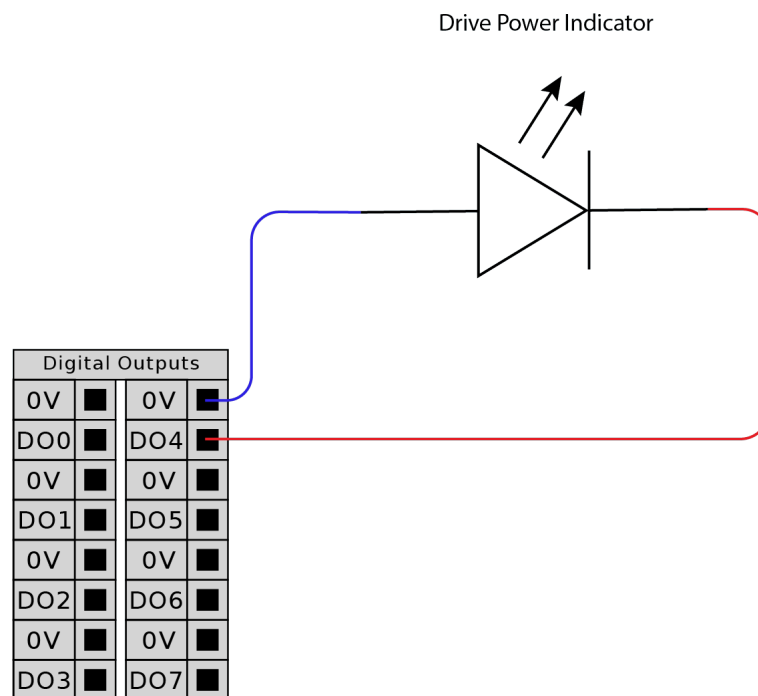 Drive Power Indicator
Digital Outputs
0V 0V
DO0 DO4
0V 0V
DO1 DO5
0V 0V
DO2 DO6
0V 0V
DO3 DO7